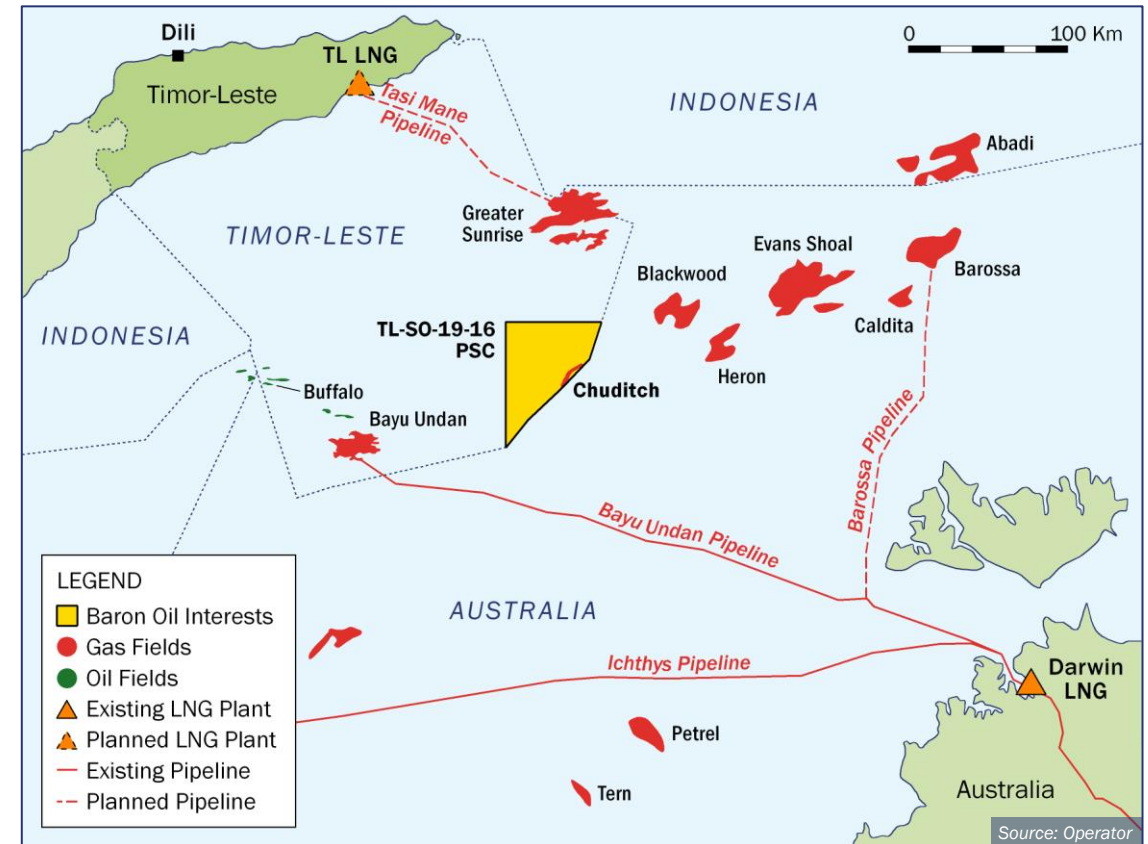 Dili
0 100 Km
TL LNG
Timor-Leste
Tasi Mane
Pipeline
INDONESIA
Abadi
Greater
Sunrise
TIMOR-LESTE
Evans Shoal
Barossa
Blackwood
Caldita
INDONESIA
TL-SO-19-16
PSC
Heron
Chuditch
Buffalo
Bayu Undan
Barossa Pipeline
Bayu Undan Pipeline
LEGEND
Baron Oil Interests
Gas Fields
Oil Fields
Existing LNG Plant
Planned LNG Plant
Existing Pipeline
Planned Pipeline
AUSTRALIA
Ichthys Pipeline
Darwin
LNG
Petrel
Tern
Australia
Source: Operator